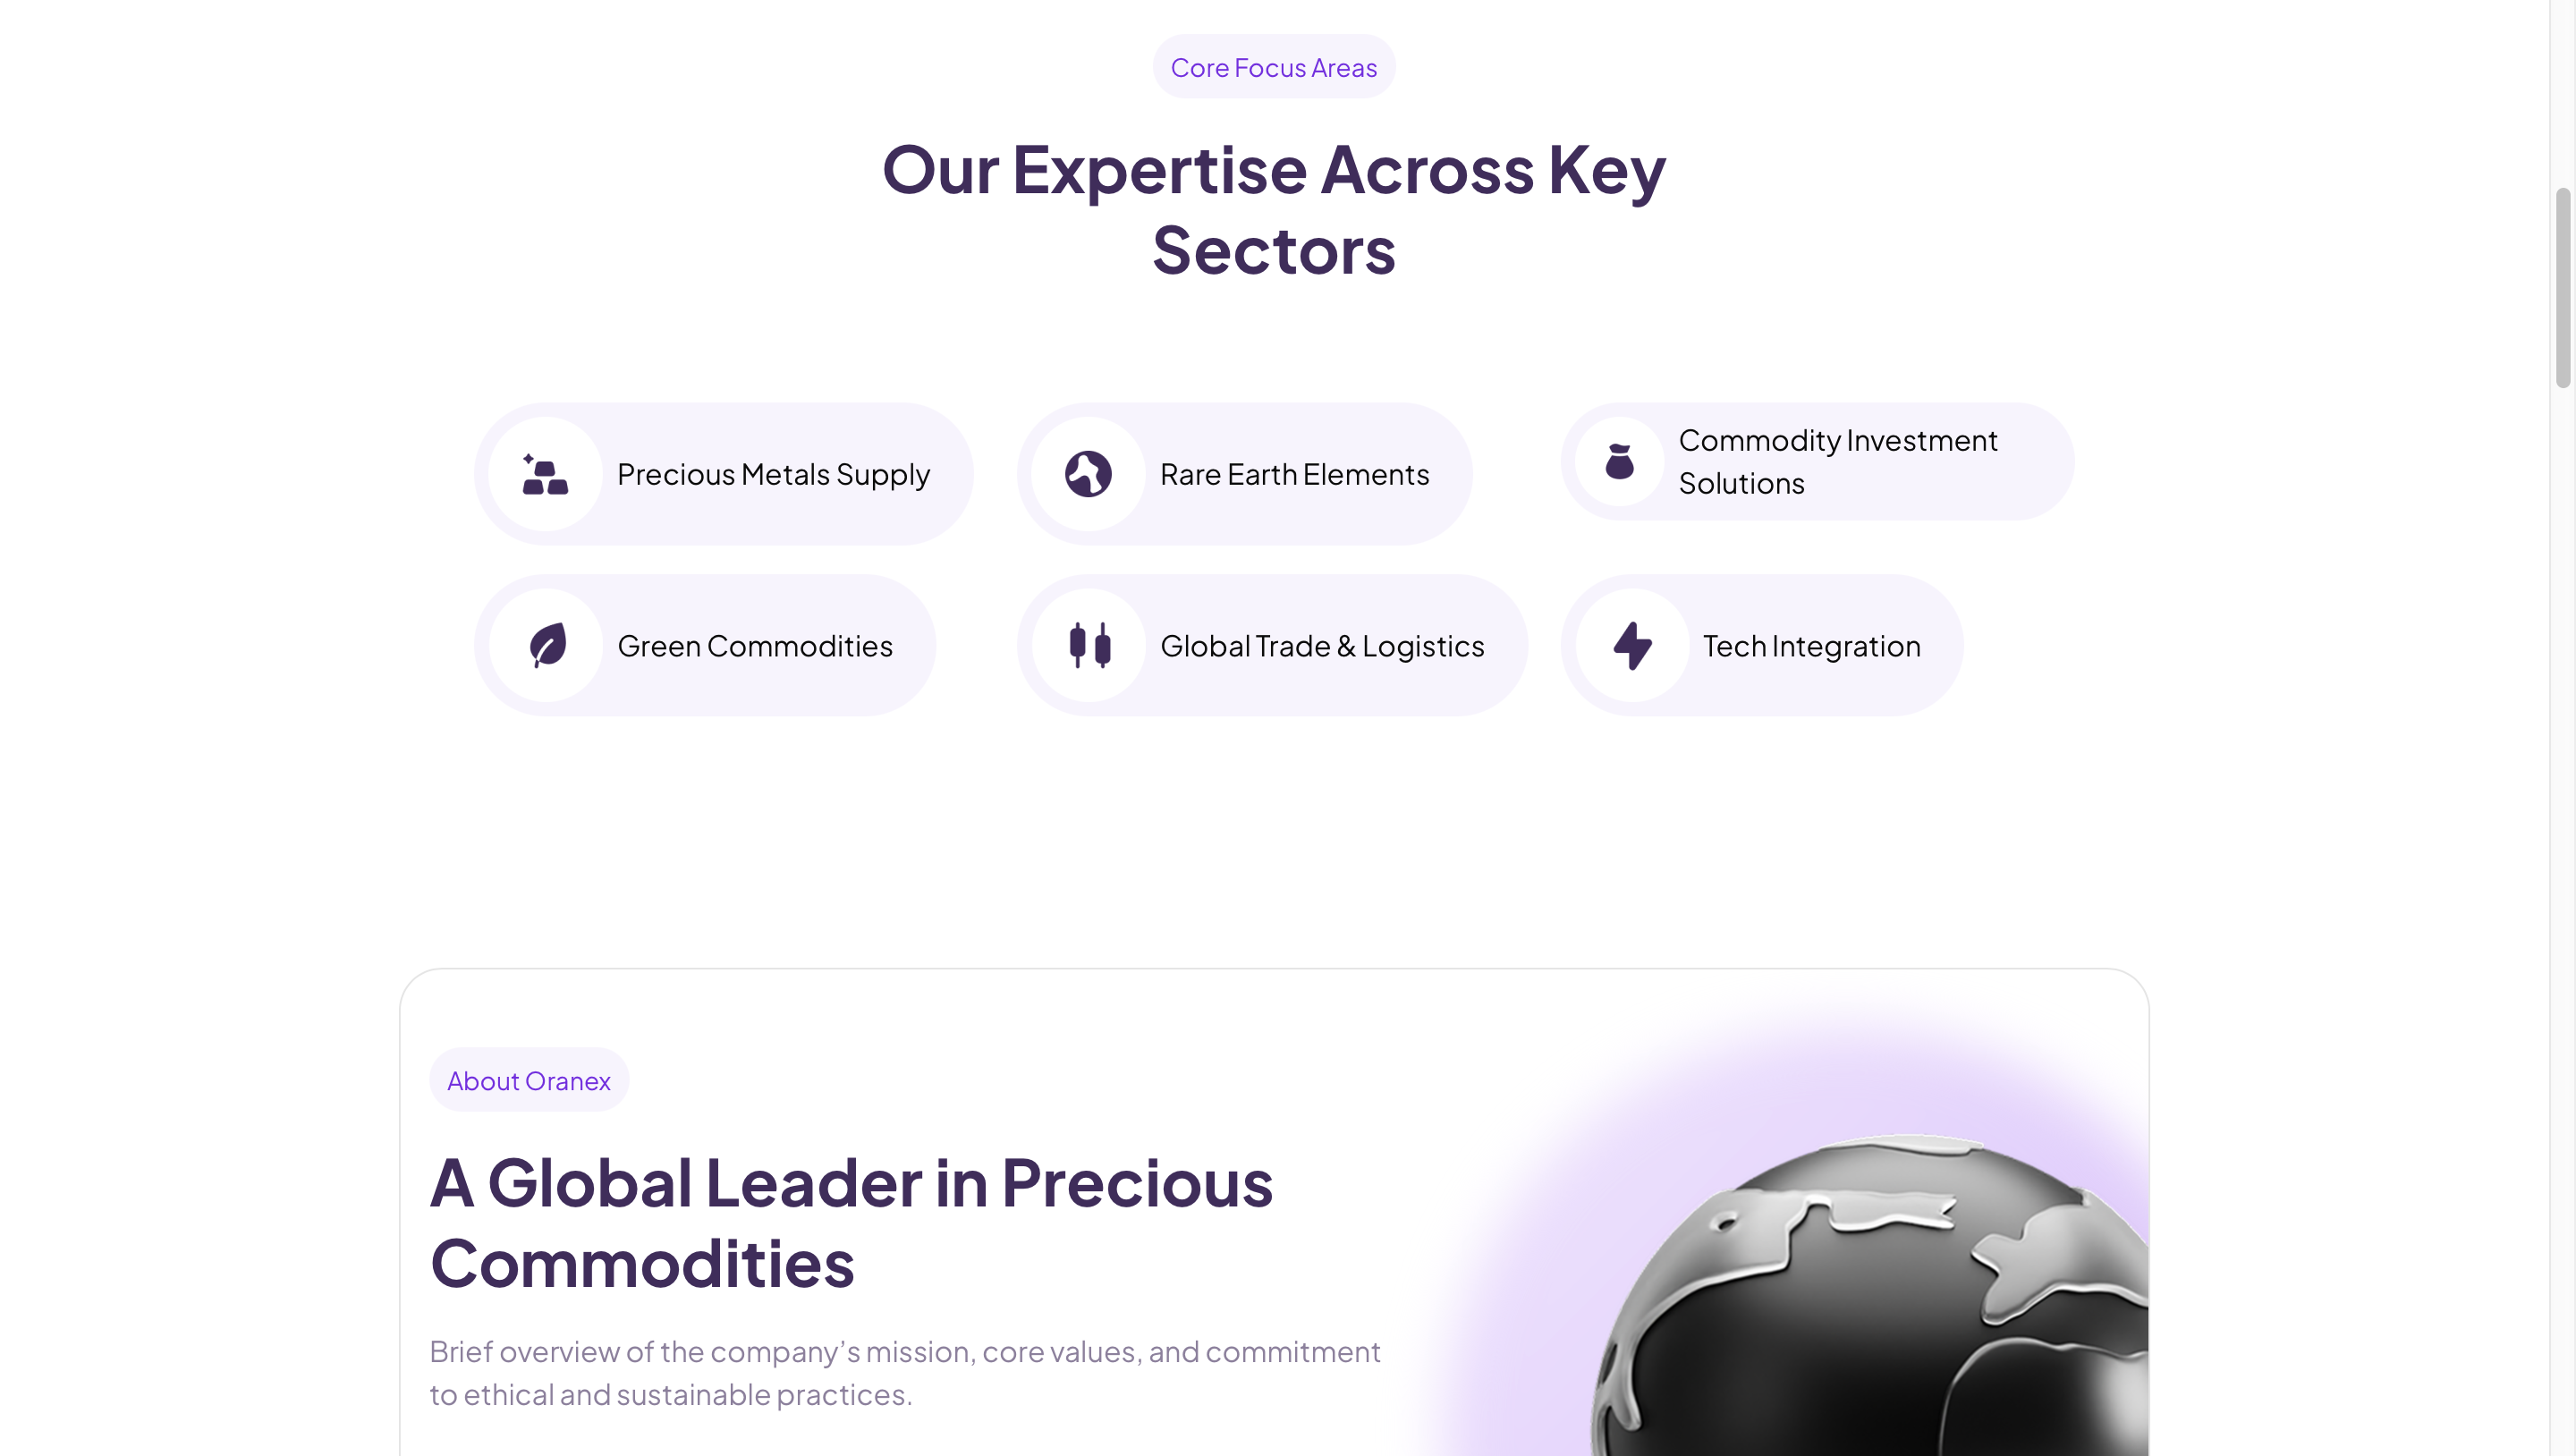 Core Focus Areas
Our Expertise Across Key
Sectors
Precious Metals Supply
Rare Earth Elements
Commodity Investment
Solutions
Green Commodities
Global Trade & Logistics
Tech Integration
About Oranex
A Global Leader in Precious
Commodities
Brief overview of the company’s mission, core values, and commitment
to ethical and sustainable practices.